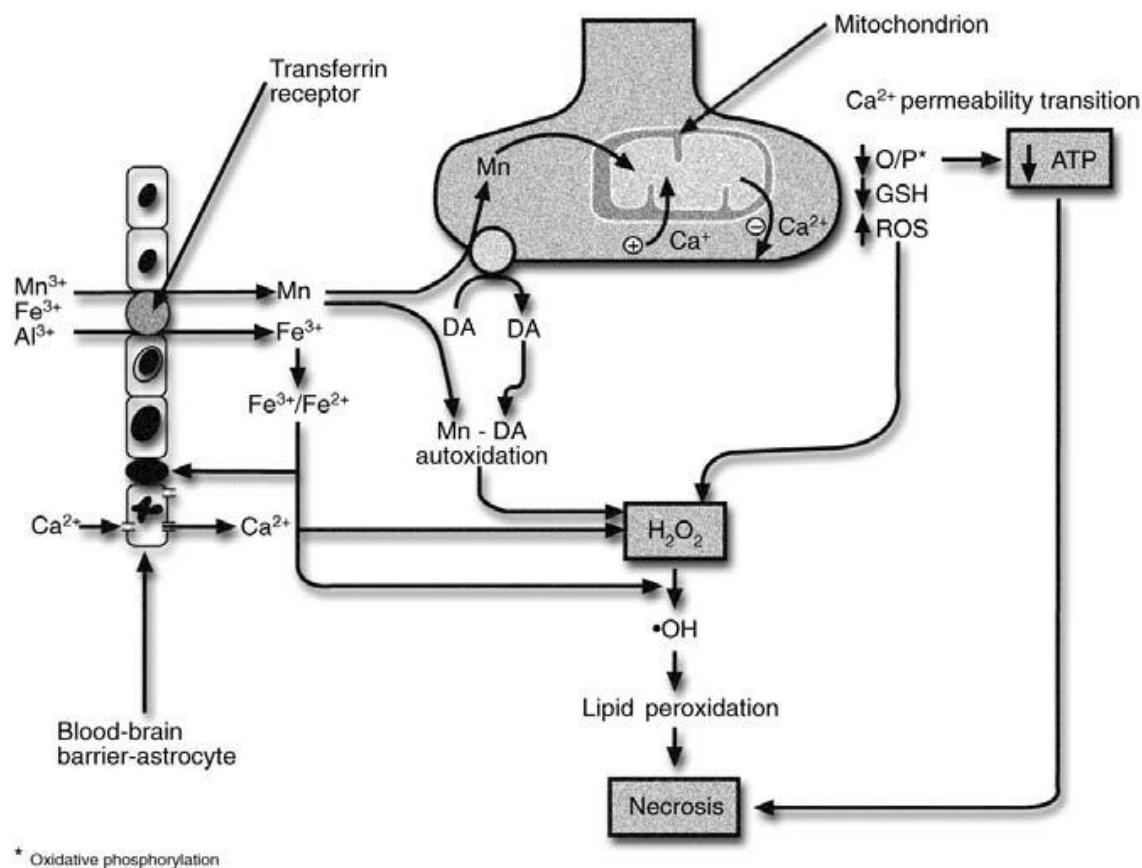 Mitochondrion
Transferrin
receptor
Ca²⁺ permeability transition
O/P*
ATP
GSH
ROS
Mn
Ca⁺
Ca²⁺
Mn³⁺
Fe³⁺
Al³⁺
Mn
Fe³⁺
DA
DA
Fe³⁺/Fe²⁺
Mn - DA
autoxidation
Ca²⁺
Ca²⁺
H₂O₂
•OH
Lipid peroxidation
Blood-brain
barrier-astrocyte
Necrosis
* Oxidative phosphorylation